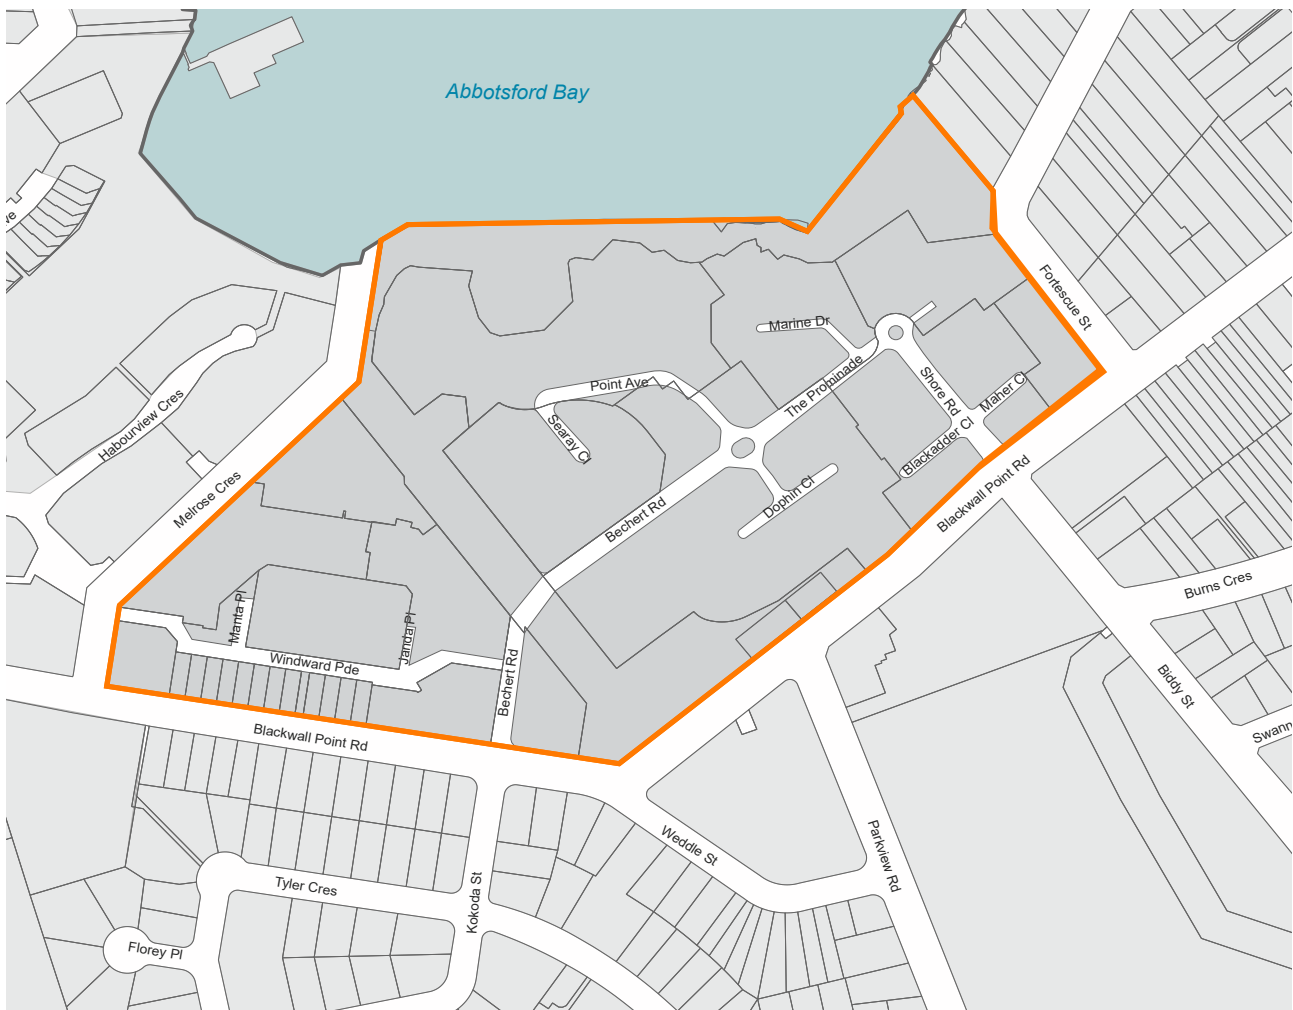 Abbotsford Bay
ve
Fortescue St
Marine Dr
Point Ave
The Prominade
Shore Rd
Maher Cl
Habourview Cres
Searay Cl
Blackadder Cl
Melrose Cres
Dophin Cl
Bechert Rd
Blackwall Point Rd
Burns Cres
Manta Pl
Janda Pl
Windward Pde
Bechert Rd
Biddy St
Swann
Blackwall Point Rd
Weddle St
Parkview Rd
Tyler Cres
Kokoda St
Florey Pl